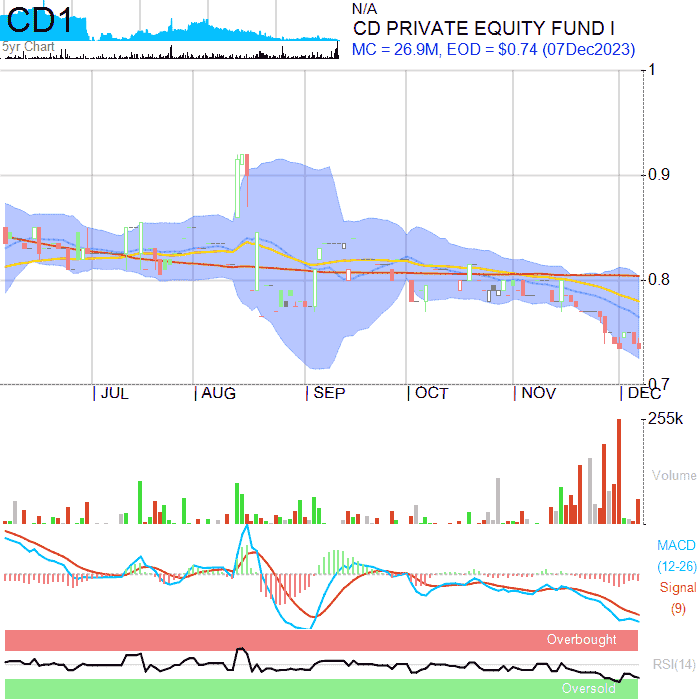 CD1
5yr Chart
N/A
CD PRIVATE EQUITY FUND I
MC = 26.9M, EOD = $0.74 (07Dec2023)
1
0.9
0.8
0.7
JUL AUG SEP OCT NOV DEC
255k
Volume
MACD
(12-26)
Signal
(9)
Overbought
RSI(14)
Oversold